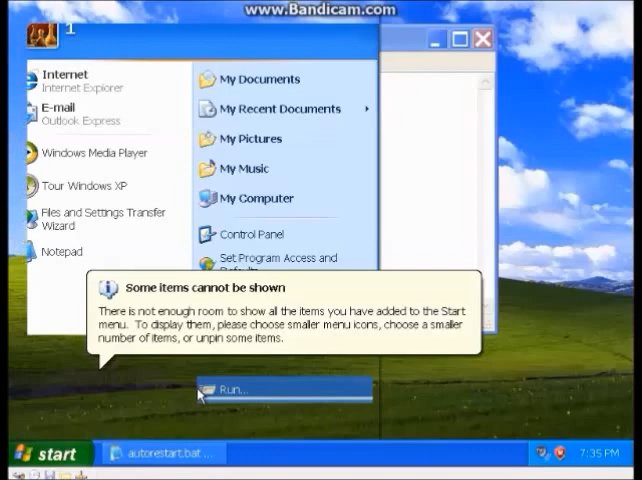 www.Bandicam.com
1
Internet
Internet Explorer
E-mail
Outlook Express
Windows Media Player
Tour Windows XP
Files and Settings Transfer
Wizard
Notepad
My Documents
My Recent Documents
My Pictures
My Music
My Computer
Control Panel
Set Program Access and
Defaults
Some items cannot be shown
There is not enough room to show all the items you have added to the Start
menu. To display them, please choose smaller menu icons, choose a smaller
number of items, or unpin some items.
Run...
start
autorestart.bat ...
7:35 PM